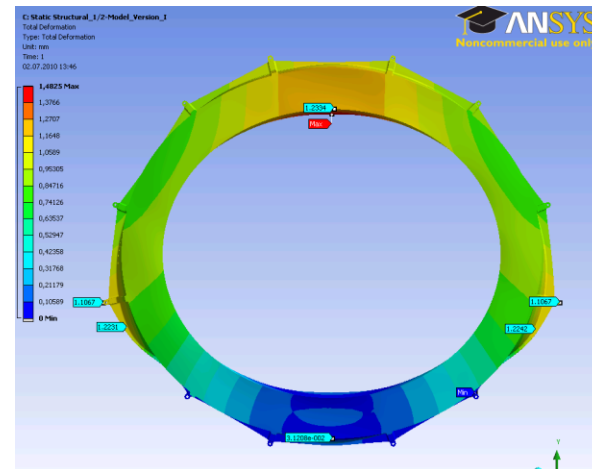 C: Static Structural_1/2-Model_Version_I
Total Deformation
Type: Total Deformation
Unit: mm
Time: 1
02.07.2010 13:46
ANSYS
Noncommercial use only
1,4825 Max
1,3766
1,2707
1,1648
1,0589
0,95305
0,84716
0,74126
0,63537
0,52947
0,42358
0,31768
0,21179
0,10589
0 Min
1.2334
Max
1.1067
1.1067
1.2231
1.2242
Min
3.1208e-002
Y